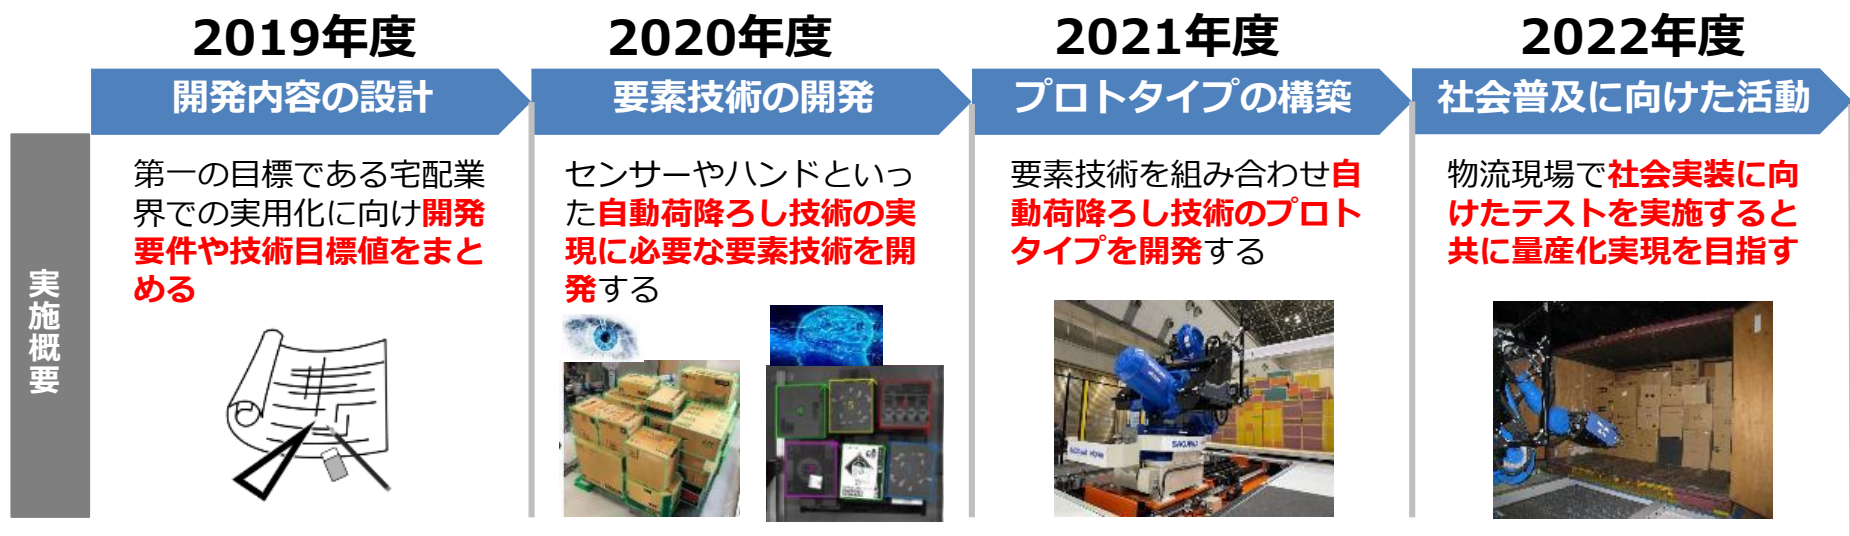 2019年度
2020年度
2021年度
2022年度
開発内容の設計
要素技術の開発
プロトタイプの構築
社会普及に向けた活動
実施概要
第一の目標である宅配業
界での実用化に向け開発
要件や技術目標値をまと
める
センサーやハンドといっ
た自動荷降ろし技術の実
現に必要な要素技術を開
発する
要素技術を組み合わせ自
動荷降ろし技術のプロト
タイプを開発する
物流現場で社会実装に向
けたテストを実施すると
共に量産化実現を目指す